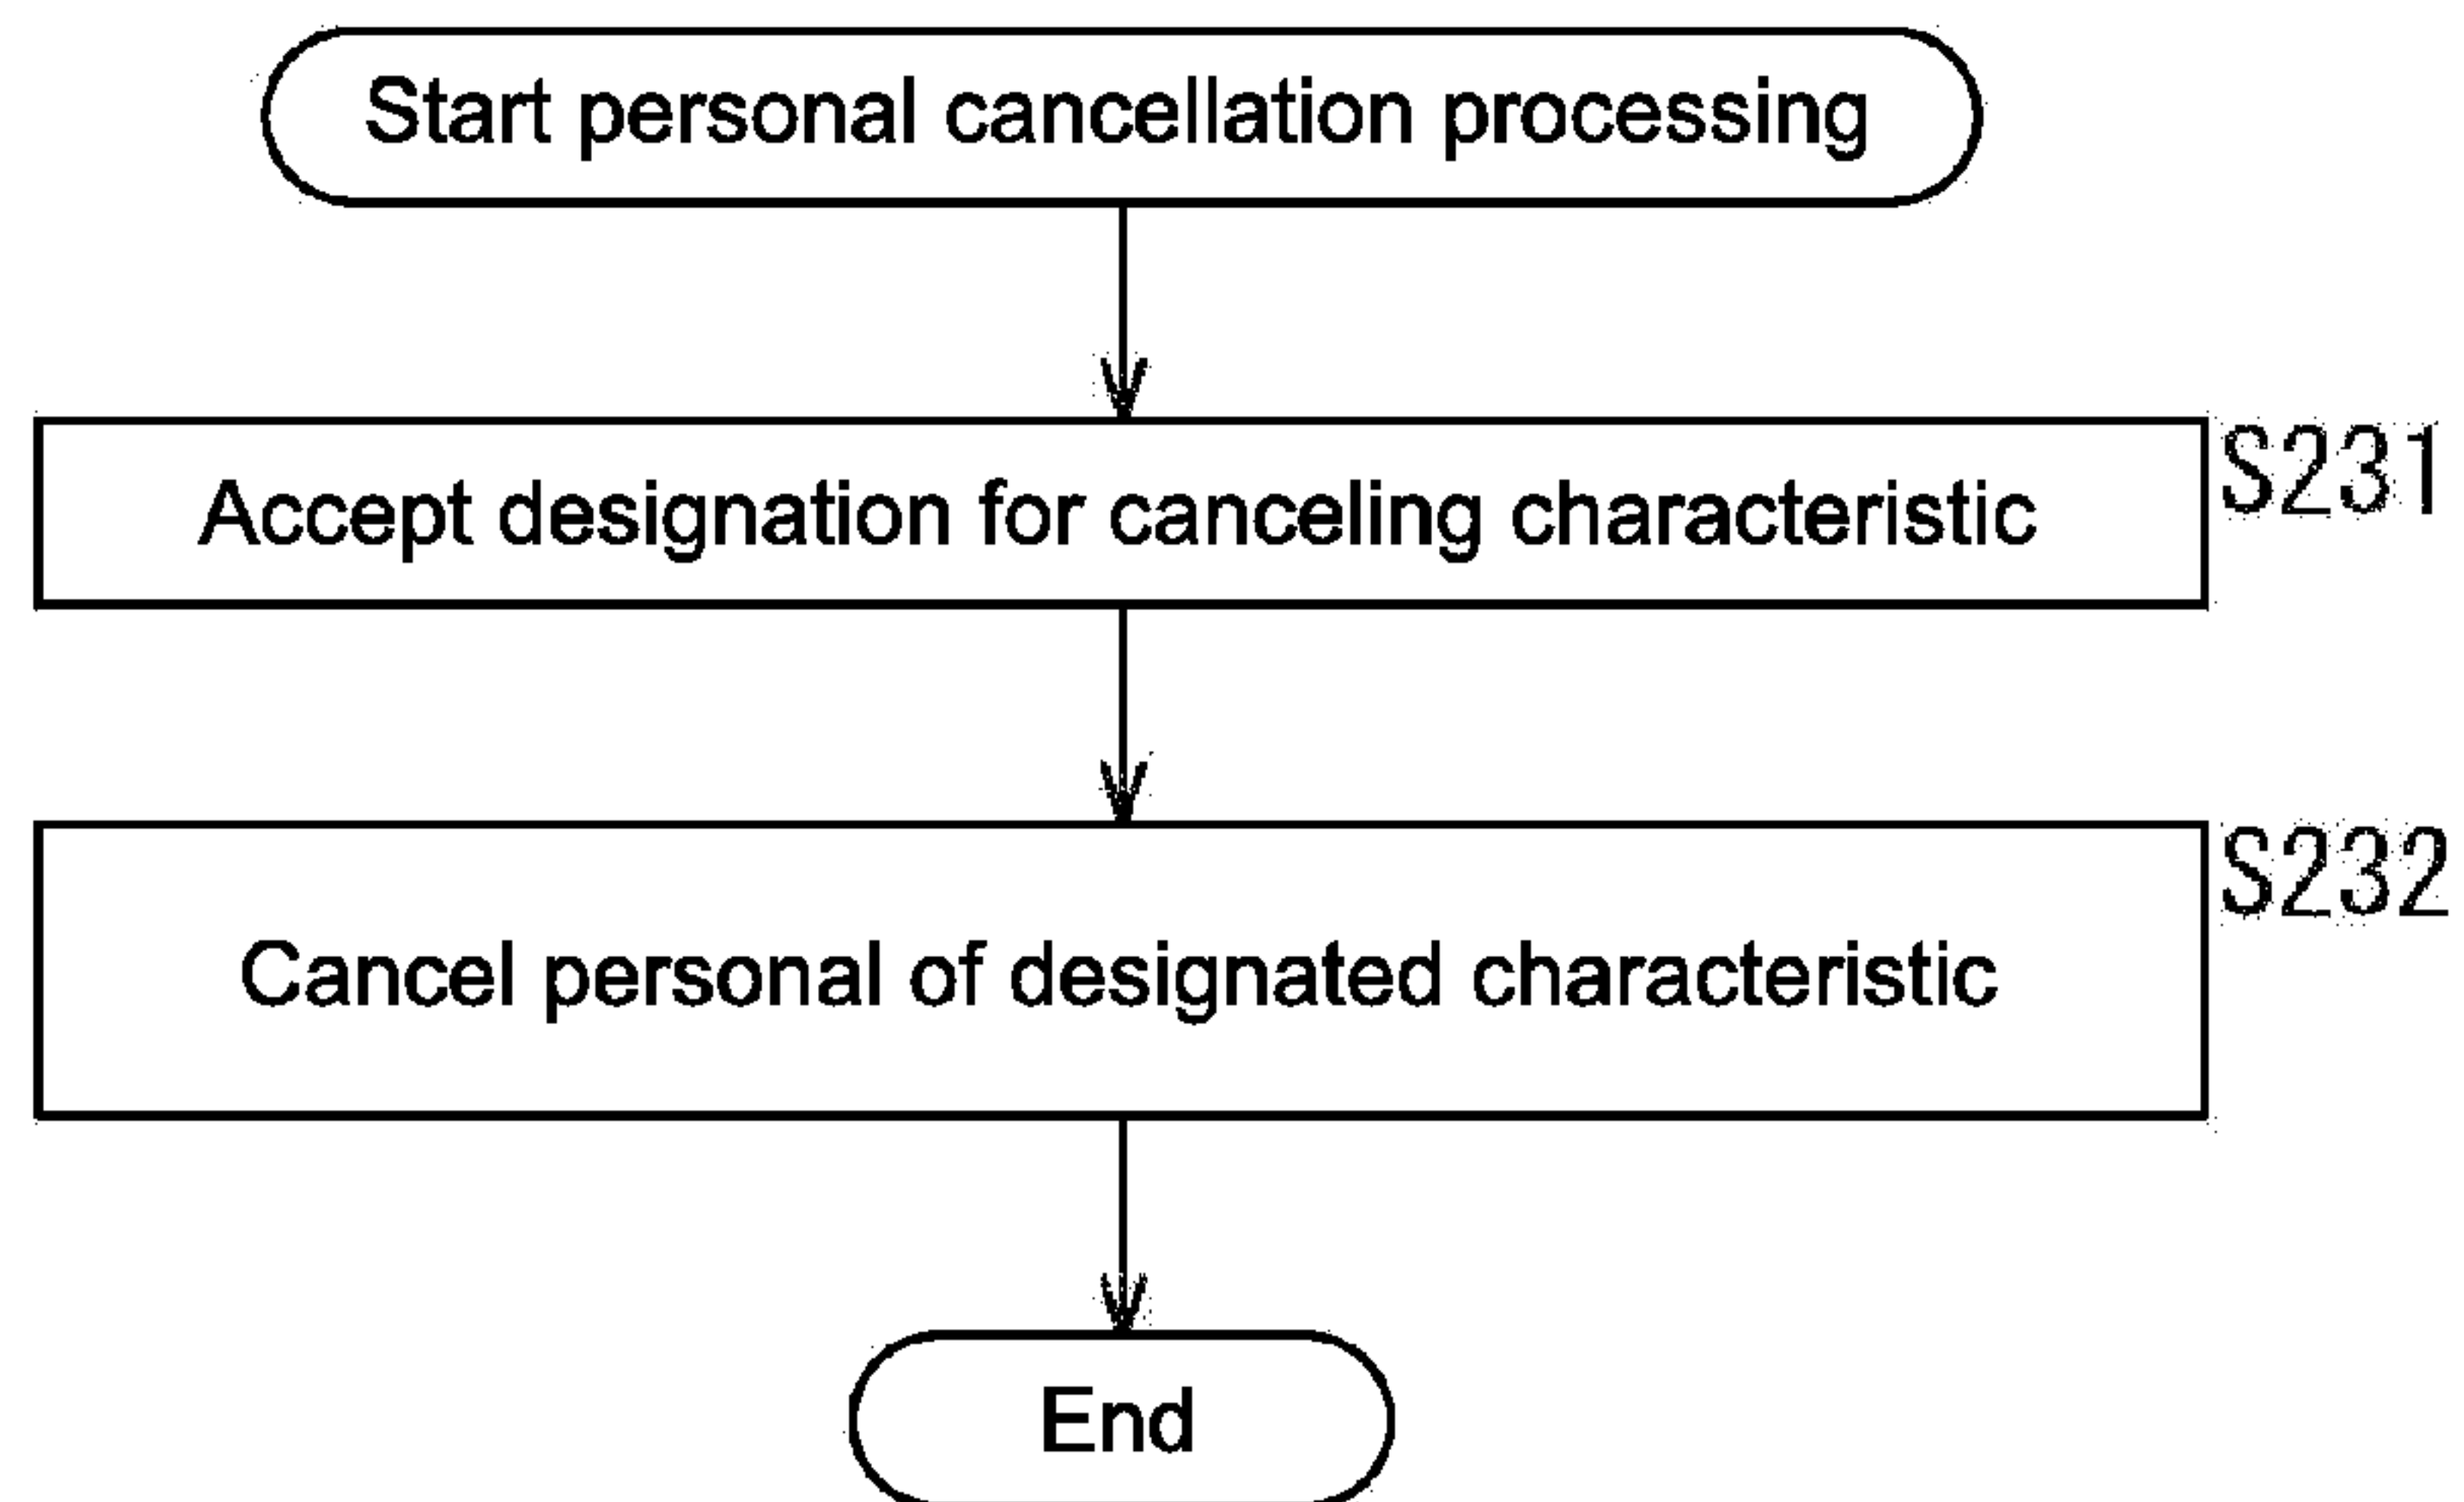 Start personal cancellation processing
Accept designation for canceling characteristic
S231
Cancel personal of designated characteristic
S232
End